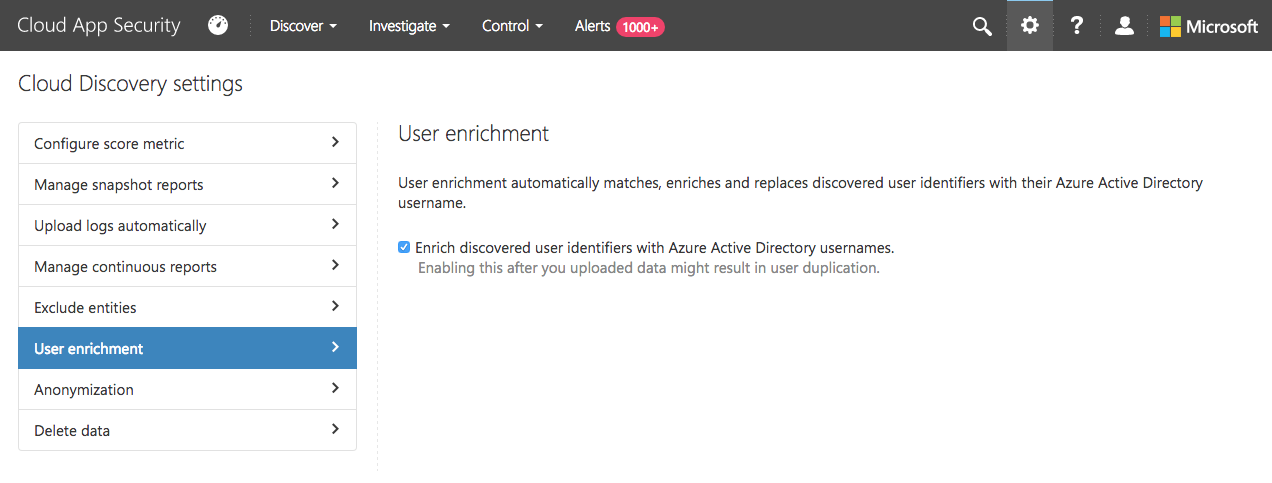 Cloud App Security Discover Investigate Control Alerts 1000+ ? Microsoft
Cloud Discovery settings
Configure score metric
Manage snapshot reports
Upload logs automatically
Manage continuous reports
Exclude entities
User enrichment
Anonymization
Delete data
User enrichment
User enrichment automatically matches, enriches and replaces discovered user identifiers with their Azure Active Directory
username.
Enrich discovered user identifiers with Azure Active Directory usernames.
Enabling this after you uploaded data might result in user duplication.